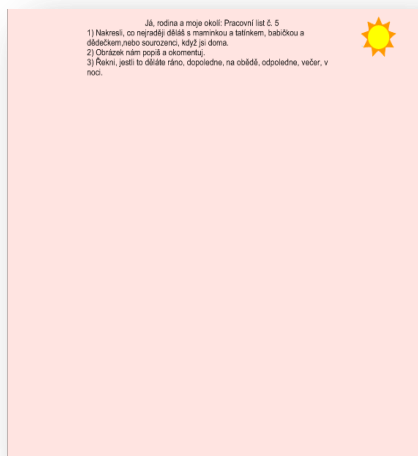 Já, rodina a moje okolí: Pracovní list č. 5
1) Nakresli, co nejraději děláš s maminkou a tatínkem, babičkou a
dědečkem,nebo sourozenci, když jsi doma.
2) Obrázek nám popiš a okomentuj.
3) Řekni, jestli to děláte ráno, dopoledne, na obědě, odpoledne, večer, v
noci.